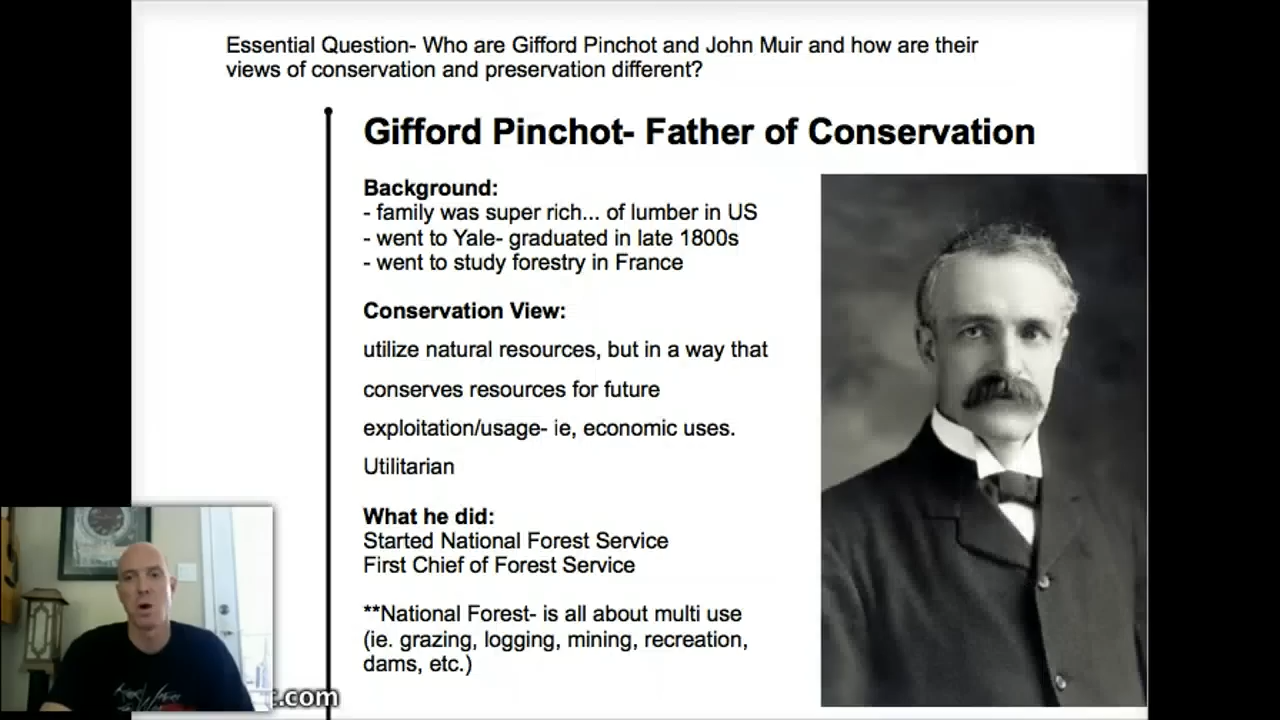 Essential Question- Who are Gifford Pinchot and John Muir and how are their
views of conservation and preservation different?
Gifford Pinchot- Father of Conservation
Background:
- family was super rich... of lumber in US
- went to Yale- graduated in late 1800s
- went to study forestry in France
Conservation View:
utilize natural resources, but in a way that
conserves resources for future
exploitation/usage- ie, economic uses.
Utilitarian
What he did:
Started National Forest Service
First Chief of Forest Service
**National Forest- is all about multi use
(ie. grazing, logging, mining, recreation,
dams, etc.)
.com